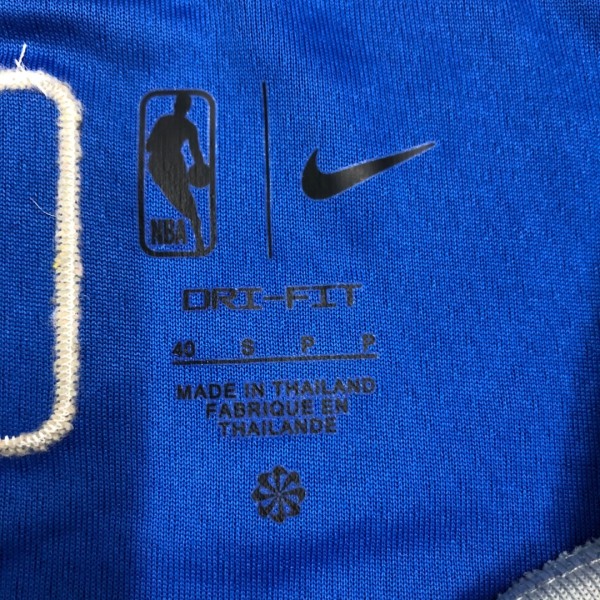 NBA
DRI-FIT
40 S P P
MADE IN THAILAND
FABRIQUE EN
THAILANDE